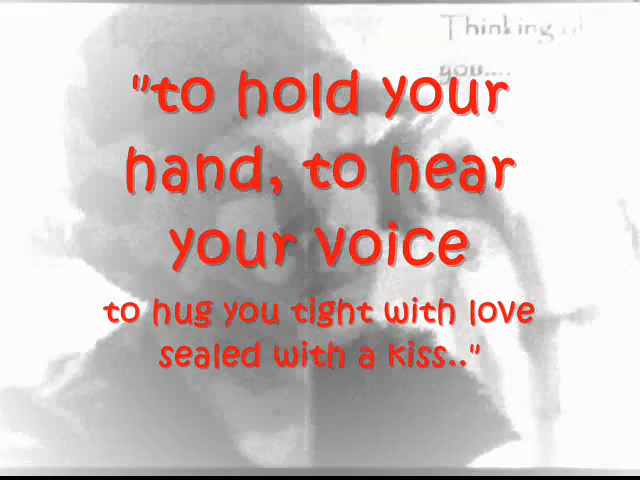 Thinking of
you....
"to hold your
hand, to hear
your voice
to hug you tight with love
sealed with a kiss.."